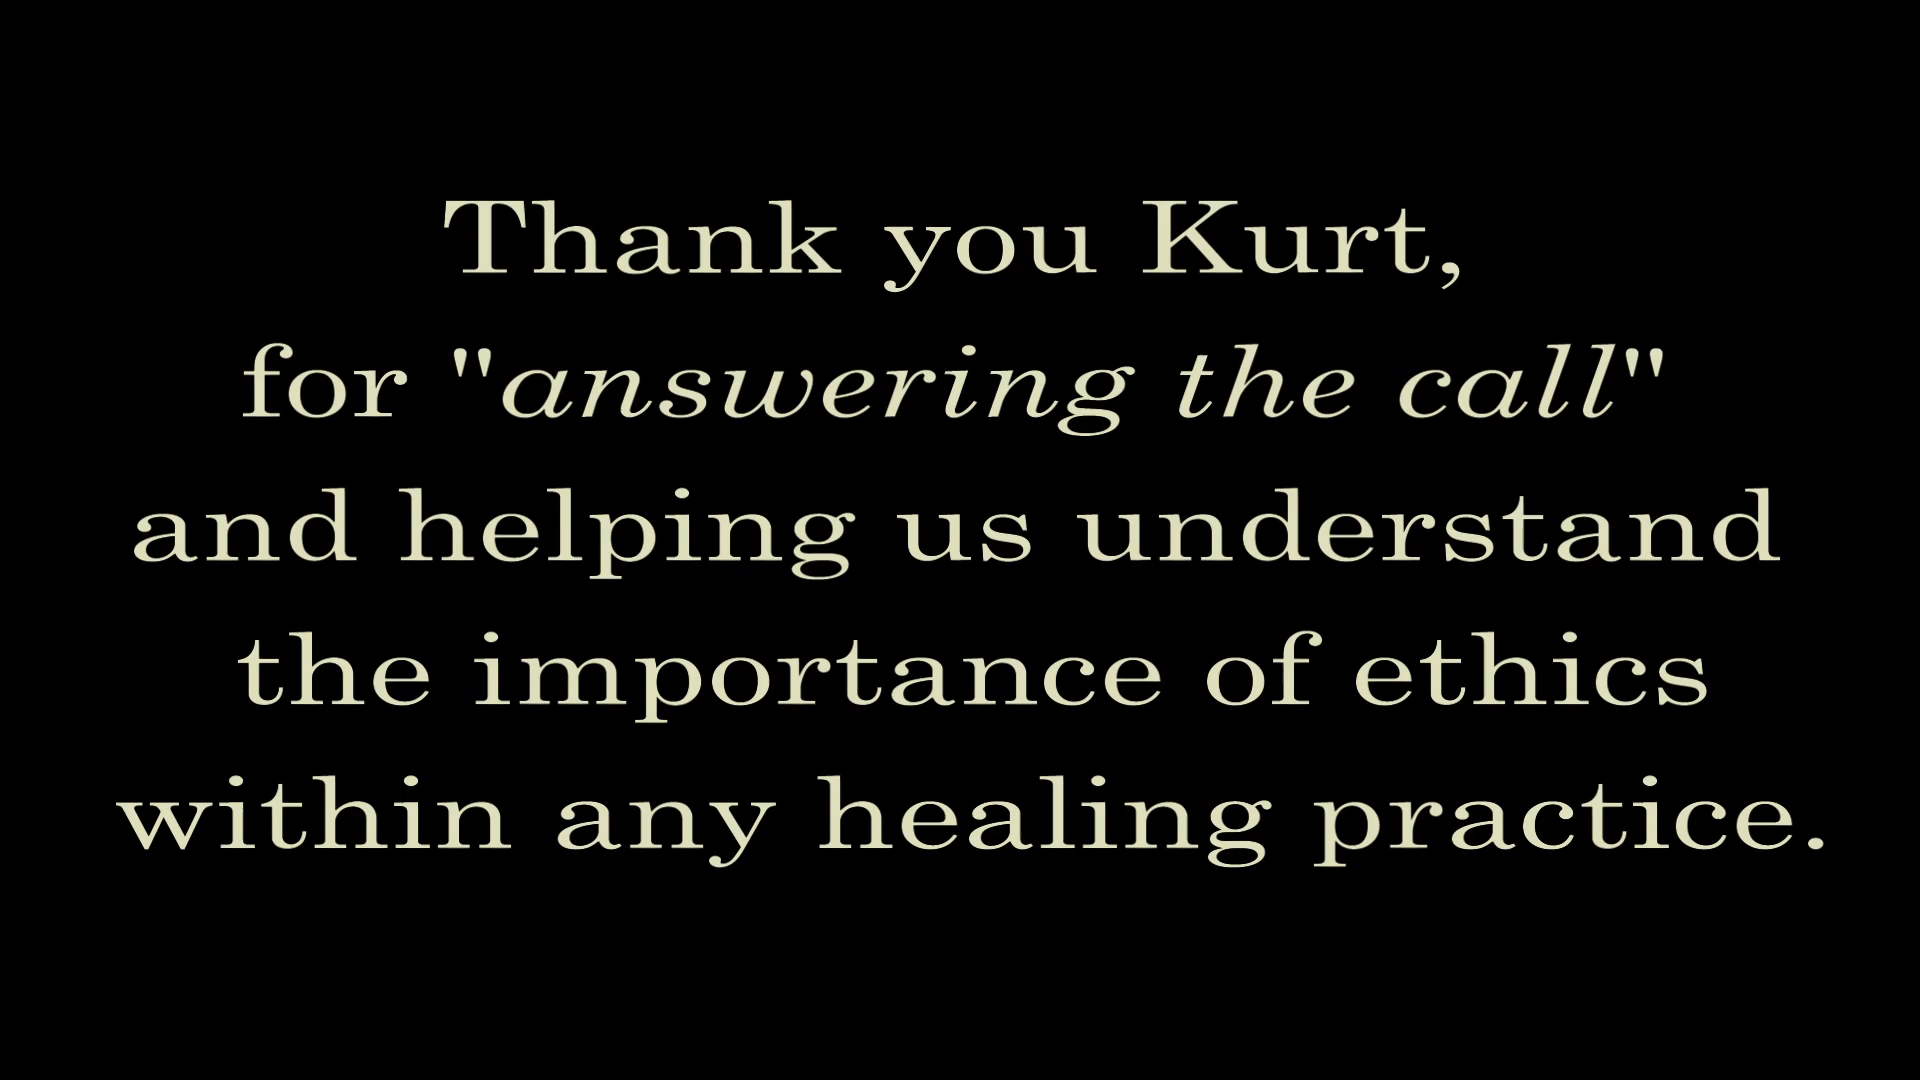 Thank you Kurt,
for "answering the call"
and helping us understand
the importance of ethics
within any healing practice.